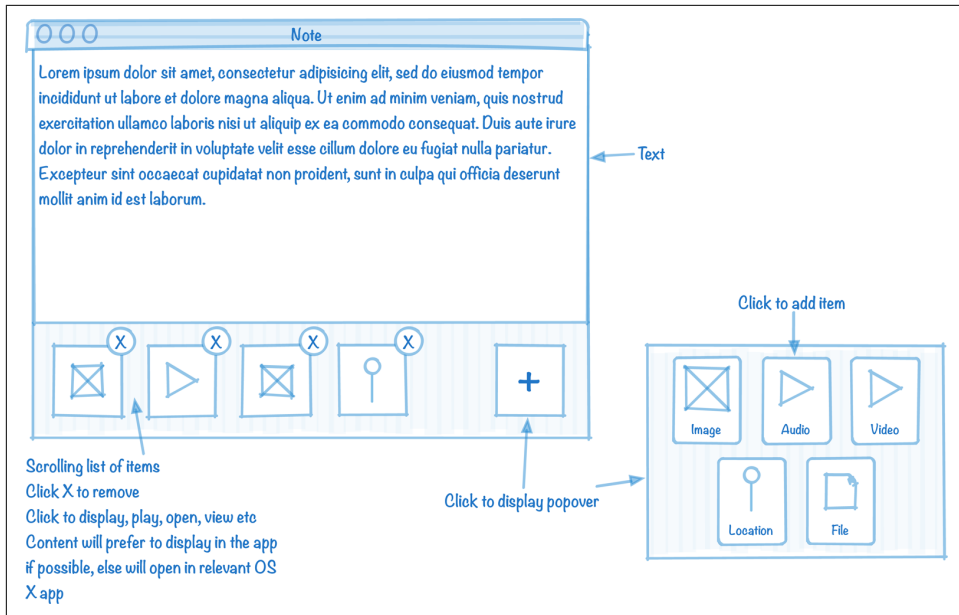 Note
Lorem ipsum dolor sit amet, consectetur adipisicing elit, sed do eiusmod tempor
incididunt ut labore et dolore magna aliqua. Ut enim ad minim veniam, quis nostrud
exercitation ullamco laboris nisi ut aliquip ex ea commodo consequat. Duis aute irure
dolor in reprehenderit in voluptate velit esse cillum dolore eu fugiat nulla pariatur.
Excepteur sint occaecat cupidatat non proident, sunt in culpa qui officia deserunt
mollit anim id est laborum.
Text
X X X X
+
Scrolling list of items
Click X to remove
Click to display, play, open, view etc
Content will prefer to display in the app
if possible, else will open in relevant OS
X app
Click to display popover
Click to add item
Image Audio Video
Location File